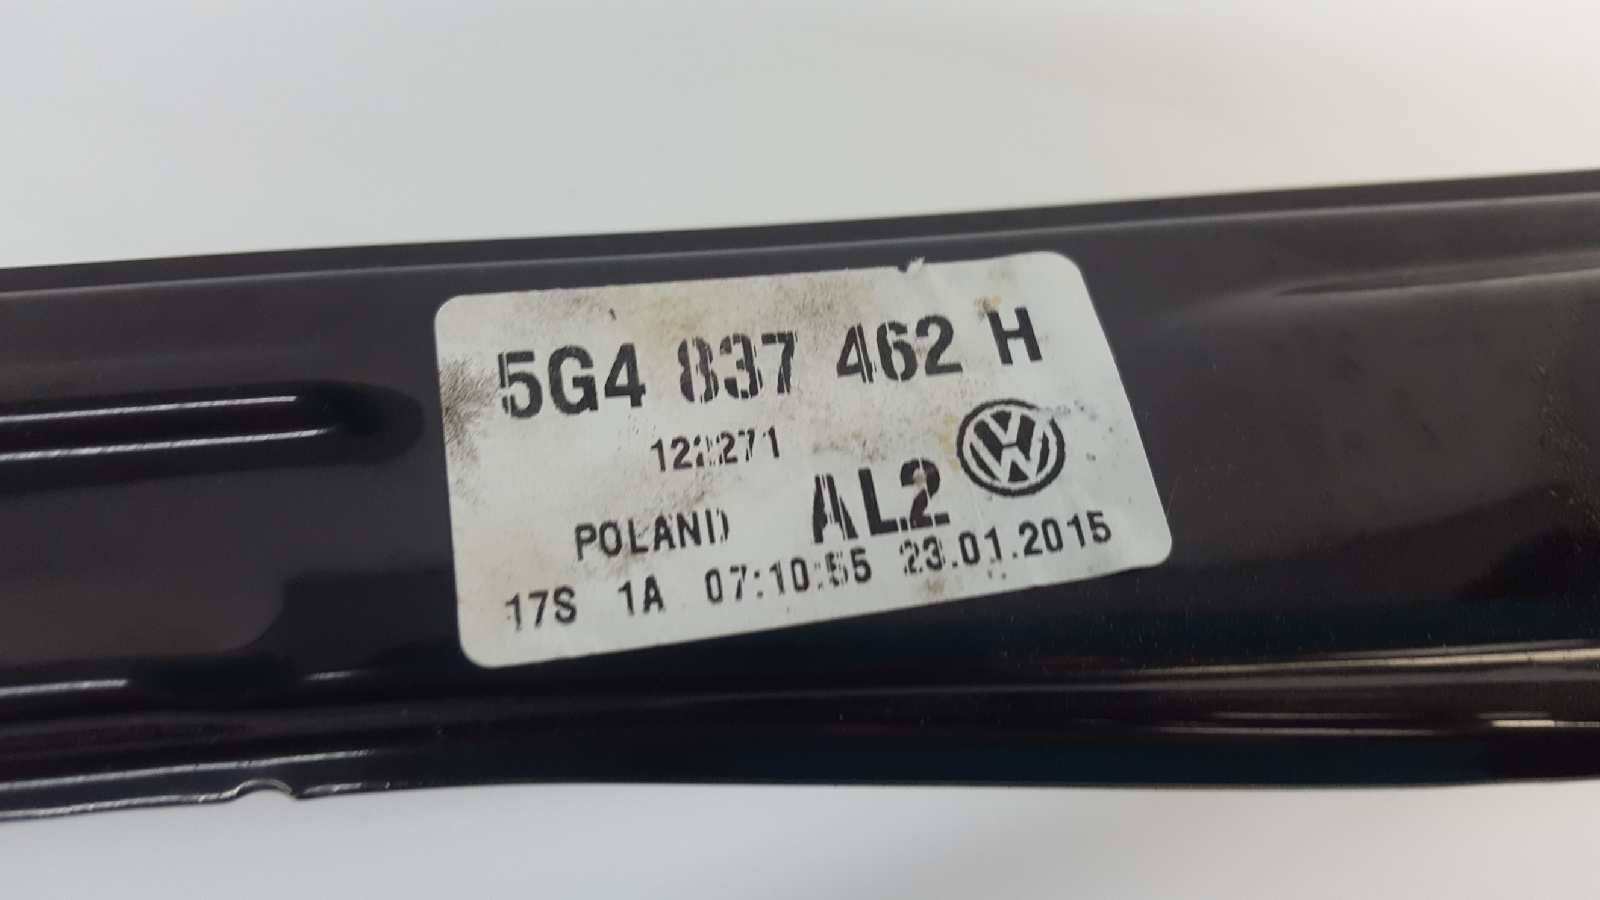 5G4 837 462 H
122271
AL2
POLAND
17S 1A 07:10:55 23.01.2015